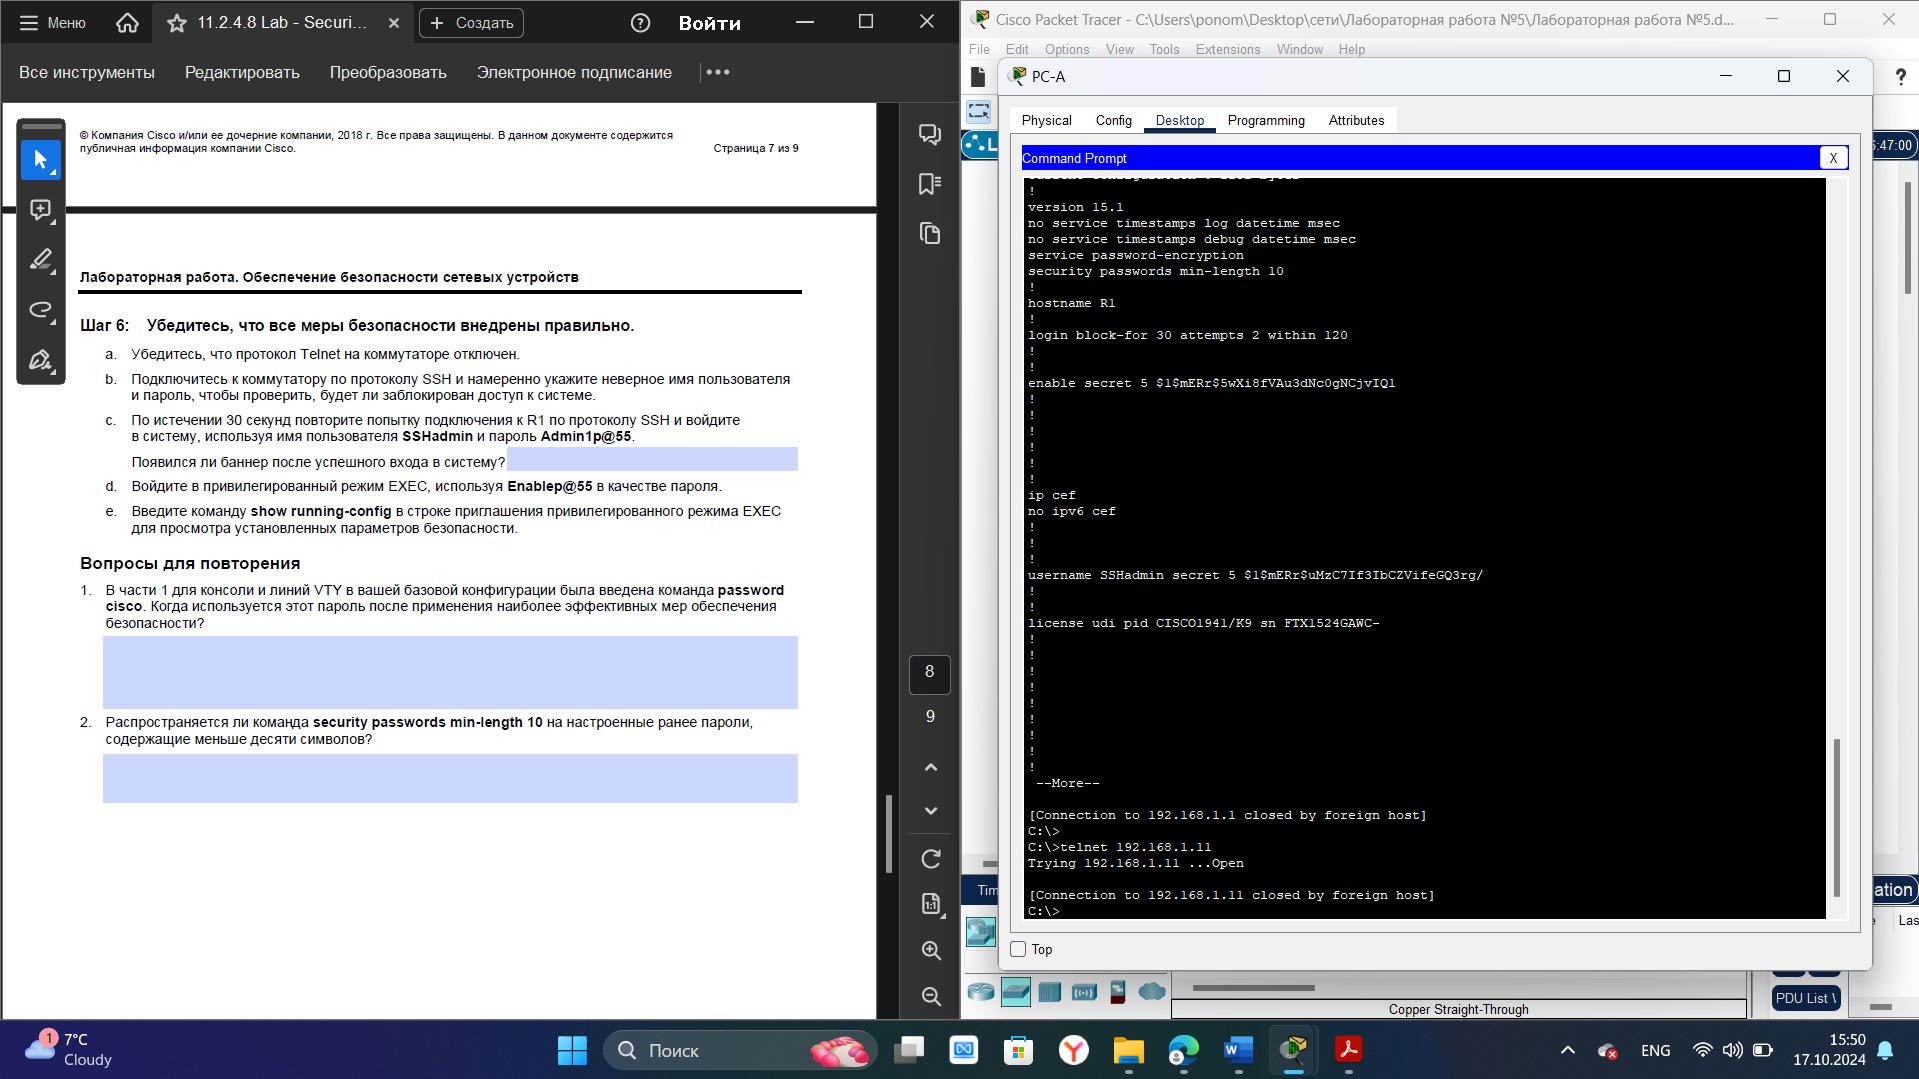 Меню
11.2.4.8 Lab - Securi...
Создать
Войти
Все инструменты
Редактировать
Преобразовать
Электронное подписание
© Компания Cisco и/или ее дочерние компании, 2018 г. Все права защищены. В данном документе содержится
публичная информация компании Cisco.
Страница 7 из 9
Лабораторная работа. Обеспечение безопасности сетевых устройств
Шаг 6: Убедитесь, что все меры безопасности внедрены правильно.
a. Убедитесь, что протокол Telnet на коммутаторе отключен.
b. Подключитесь к коммутатору по протоколу SSH и намеренно укажите неверное имя пользователя
и пароль, чтобы проверить, будет ли заблокирован доступ к системе.
c. По истечении 30 секунд повторите попытку подключения к R1 по протоколу SSH и войдите
в систему, используя имя пользователя SSHadmin и пароль Admin1p@55.
Появился ли баннер после успешного входа в систему?
d. Войдите в привилегированный режим EXEC, используя Enablep@55 в качестве пароля.
e. Введите команду show running-config в строке приглашения привилегированного режима EXEC
для просмотра установленных параметров безопасности.
Вопросы для повторения
1. В части 1 для консоли и линий VTY в вашей базовой конфигурации была введена команда password
cisco. Когда используется этот пароль после применения наиболее эффективных мер обеспечения
безопасности?
2. Распространяется ли команда security passwords min-length 10 на настроенные ранее пароли,
содержащие меньше десяти символов?
8
9
1:1
Cisco Packet Tracer - C:\Users\ponom\Desktop\сети\Лабораторная работа №5\Лабораторная работа №5.d...
File Edit Options View Tools Extensions Window Help
PC-A
Physical Config Desktop Programming Attributes
L
5:47:00
Command Prompt
X
!
version 15.1
no service timestamps log datetime msec
no service timestamps debug datetime msec
service password-encryption
security passwords min-length 10
!
hostname R1
!
login block-for 30 attempts 2 within 120
!
!
enable secret 5 $1$mERr$5wXi8fVAu3dNc0gNCjvIQ1
!
!
!
!
!
!
ip cef
no ipv6 cef
!
!
!
username SSHadmin secret 5 $1$mERr$uMzC7If3IbCZVifeGQ3rg/
!
!
license udi pid CISCO1941/K9 sn FTX1524GAWC-
!
!
!
!
!
!
!
!
!
--More--
[Connection to 192.168.1.1 closed by foreign host]
C:\>
C:\>telnet 192.168.1.11
Trying 192.168.1.11 ...Open
[Connection to 192.168.1.11 closed by foreign host]
C:\>
Tim
ation
Las
Top
PDU List \
Copper Straight-Through
1
7°C
Cloudy
Поиск
ENG
15:50
17.10.2024